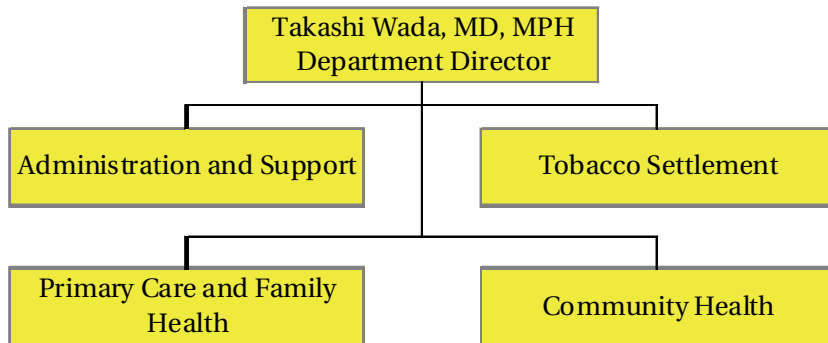 Takashi Wada, MD, MPH
Department Director
Administration and Support
Tobacco Settlement
Primary Care and Family
Health
Community Health